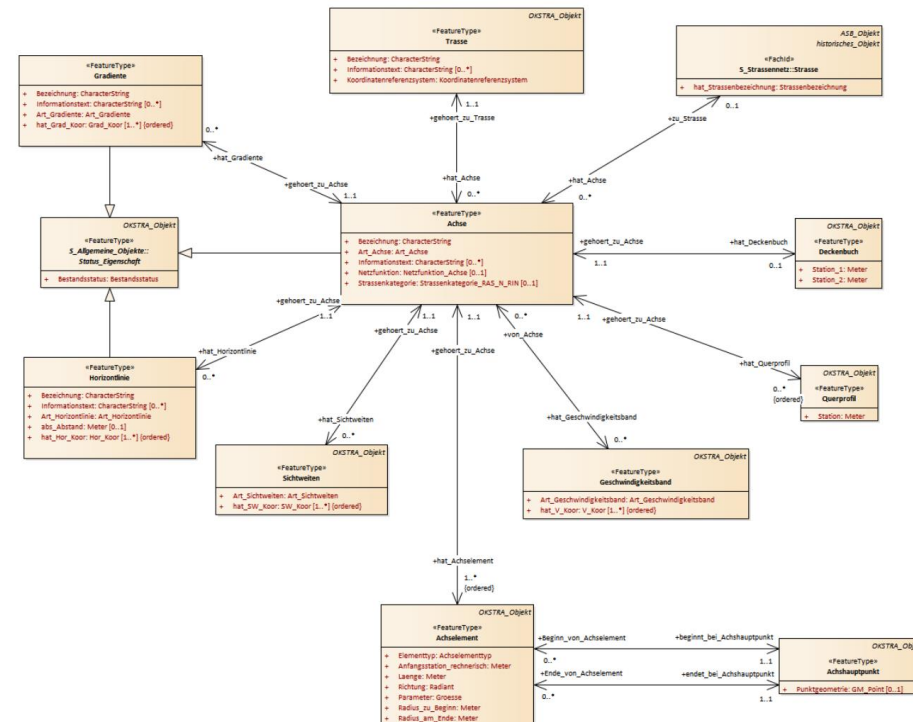 OKSTRA_Objekt
«FeatureType»
Trasse
+ Bezeichnung: CharacterString
+ Informationstext: CharacterString [0..*]
+ Koordinatenreferenzsystem: Koordinatenreferenzsystem
ASB_Objekt
historisches_Objekt
«FachId»
S_Strassennetz::Strasse
+ hat_Strassenbezeichnung: Strassenbezeichnung
«FeatureType»
Gradiente
+ Bezeichnung: CharacterString
+ Informationstext: CharacterString [0..*]
+ Art_Gradiente: Art_Gradiente
+ hat_Grad_Koor: Grad_Koor [1..*] {ordered}
1..1
+gehoert_zu_Trasse
+hat_Achse
0..*
0..1
+zu_Strasse
+hat_Achse
0..*
0..*
+hat_Gradiente
+gehoert_zu_Achse
1..1
OKSTRA_Objekt
«FeatureType»
S_Allgemeine_Objekte::
Status_Eigenschaft
+ Bestandsstatus: Bestandsstatus
«FeatureType»
Achse
+ Bezeichnung: CharacterString
+ Art_Achse: Art_Achse
+ Informationstext: CharacterString [0..*]
+ Netzfunktion: Netzfunktion_Achse [0..1]
+ Strassenkategorie: Strassenkategorie_RAS_N_RIN [0..1]
+gehoert_zu_Achse
1..1
+hat_Deckenbuch
0..1
OKSTRA_Objekt
«FeatureType»
Deckenbuch
+ Station_1: Meter
+ Station_2: Meter
+gehoert_zu_Achse
1..1
+hat_Horizontlinie
0..*
«FeatureType»
Horizontlinie
+ Bezeichnung: CharacterString
+ Informationstext: CharacterString [0..*]
+ Art_Horizontlinie: Art_Horizontlinie
+ abs_Abstand: Meter [0..1]
+ hat_Hor_Koor: Hor_Koor [1..*] {ordered}
1..1
+gehoert_zu_Achse
+hat_Sichtweiten
0..*
1..1
+gehoert_zu_Achse
0..*
+von_Achse
+hat_Geschwindigkeitsband
0..*
1..1
+gehoert_zu_Achse
+hat_Querprofil
0..*
{ordered}
OKSTRA_Objekt
«FeatureType»
Querprofil
+ Station: Meter
OKSTRA_Objekt
«FeatureType»
Sichtweiten
+ Art_Sichtweiten: Art_Sichtweiten
+ hat_SW_Koor: SW_Koor [1..*] {ordered}
OKSTRA_Objekt
«FeatureType»
Geschwindigkeitsband
+ Art_Geschwindigkeitsband: Art_Geschwindigkeitsband
+ hat_V_Koor: V_Koor [1..*] {ordered}
+hat_Achselement
1..*
{ordered}
OKSTRA_Objekt
«FeatureType»
Achselement
+ Elementtyp: Achselementtyp
+ Anfangsstation_rechnerisch: Meter
+ Laenge: Meter
+ Richtung: Radiant
+ Parameter: Groesse
+ Radius_zu_Beginn: Meter
+ Radius_am_Ende: Meter
+Beginn_von_Achselement
0..*
+beginnt_bei_Achshauptpunkt
1..1
+Ende_von_Achselement
0..*
+endet_bei_Achshauptpunkt
1..1
OKSTRA_Obj
«FeatureType»
Achshauptpunkt
+ Punktgeometrie: GM_Point [0..1]